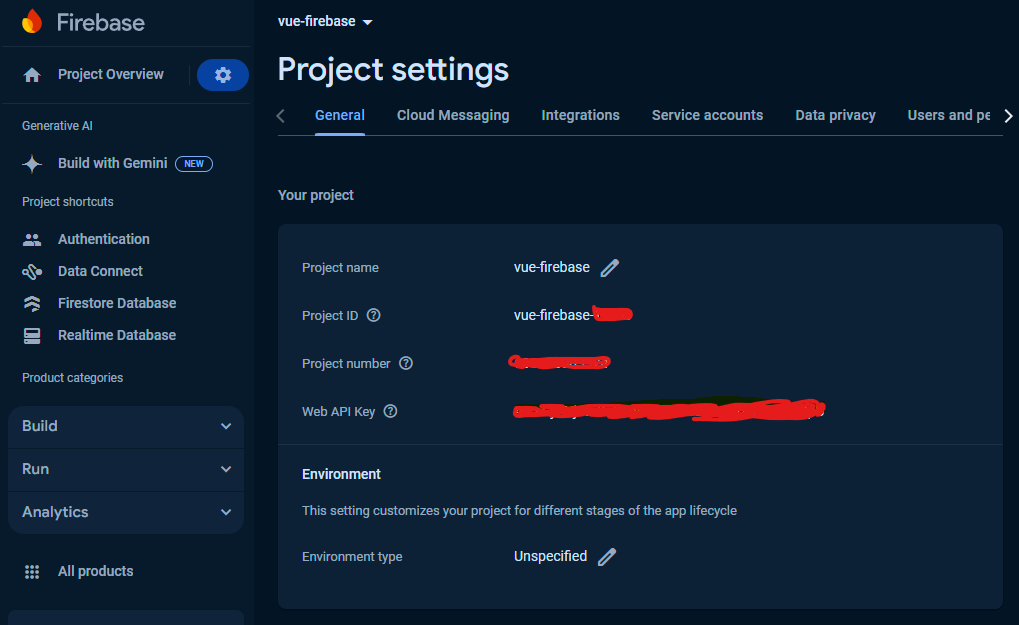 Firebase
Project Overview
Generative AI
Build with Gemini NEW
Project shortcuts
Authentication
Data Connect
Firestore Database
Realtime Database
Product categories
Build
Run
Analytics
All products
vue-firebase
Project settings
General Cloud Messaging Integrations Service accounts Data privacy Users and pe
Your project
Project name vue-firebase
Project ID vue-firebase-
Project number
Web API Key
Environment
This setting customizes your project for different stages of the app lifecycle
Environment type Unspecified